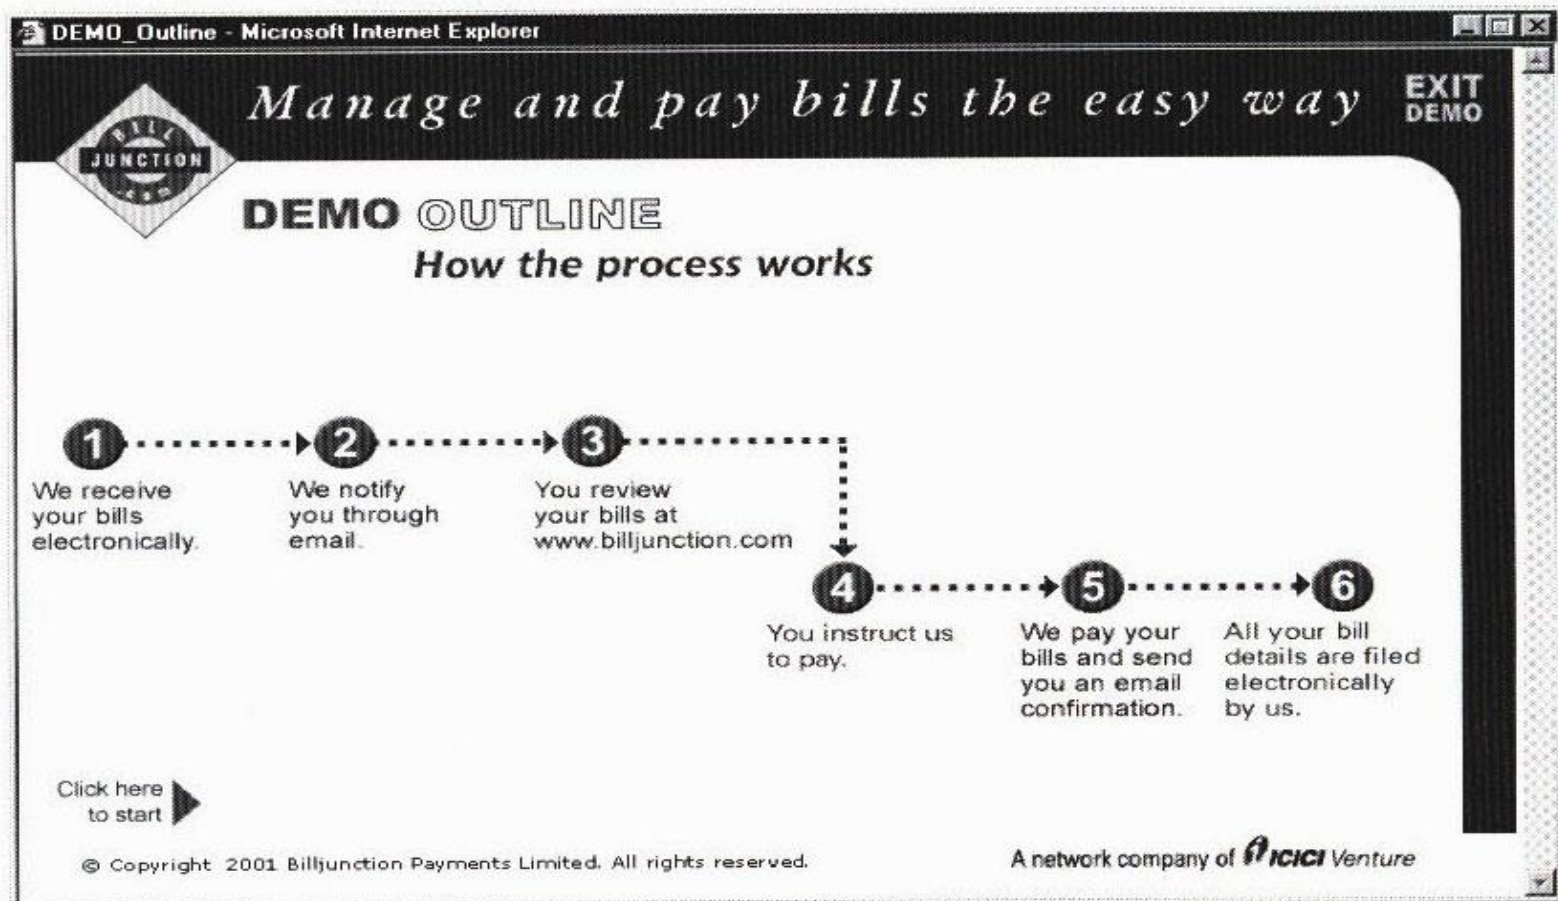 DEMO_Outline - Microsoft Internet Explorer
Manage and pay bills the easy way
EXIT
DEMO
BILL
JUNCTION
.COM
DEMO OUTLINE
How the process works
1
We receive
your bills
electronically.
2
We notify
you through
email.
3
You review
your bills at
www.billjunction.com
4
You instruct us
to pay.
5
We pay your
bills and send
you an email
confirmation.
6
All your bill
details are filed
electronically
by us.
Click here
to start
© Copyright 2001 Billjunction Payments Limited. All rights reserved.
A network company of ICICI Venture